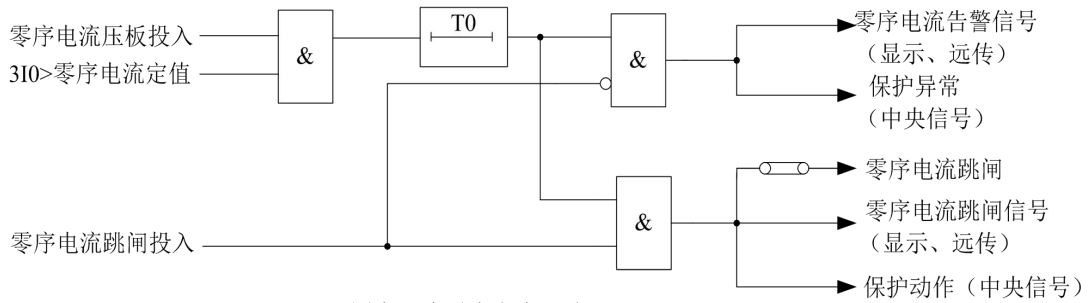 零序电流压板投入
3I0>零序电流定值
&
T0
&
零序电流告警信号
（显示、远传）
保护异常
（中央信号）
零序电流跳闸投入
&
零序电流跳闸
零序电流跳闸信号
（显示、远传）
保护动作（中央信号）